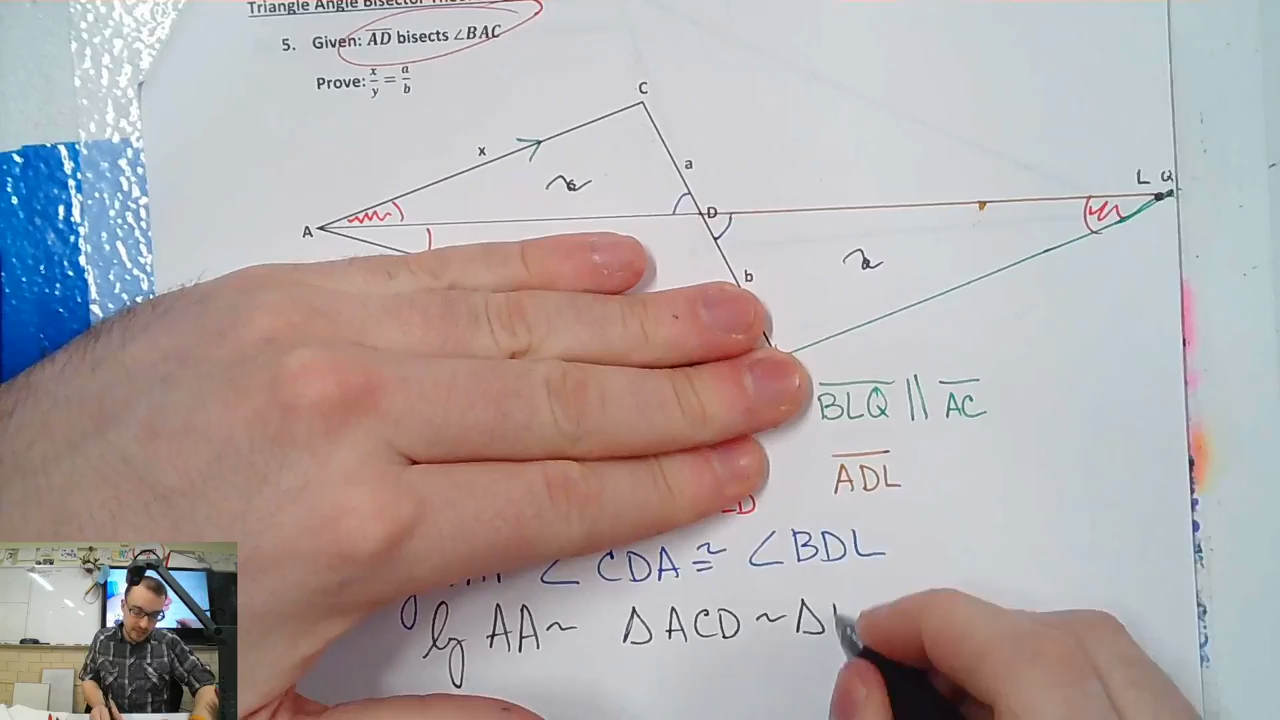 Triangle Angle Bisector
5. Given: AD bisects ∠BAC
Prove: x/y = a/b
C
x
a
L Q
A
D
b
BLQ || AC
ADL
D
∠CDA ≅ ∠BDL
by AA~ ΔACD ~ Δ